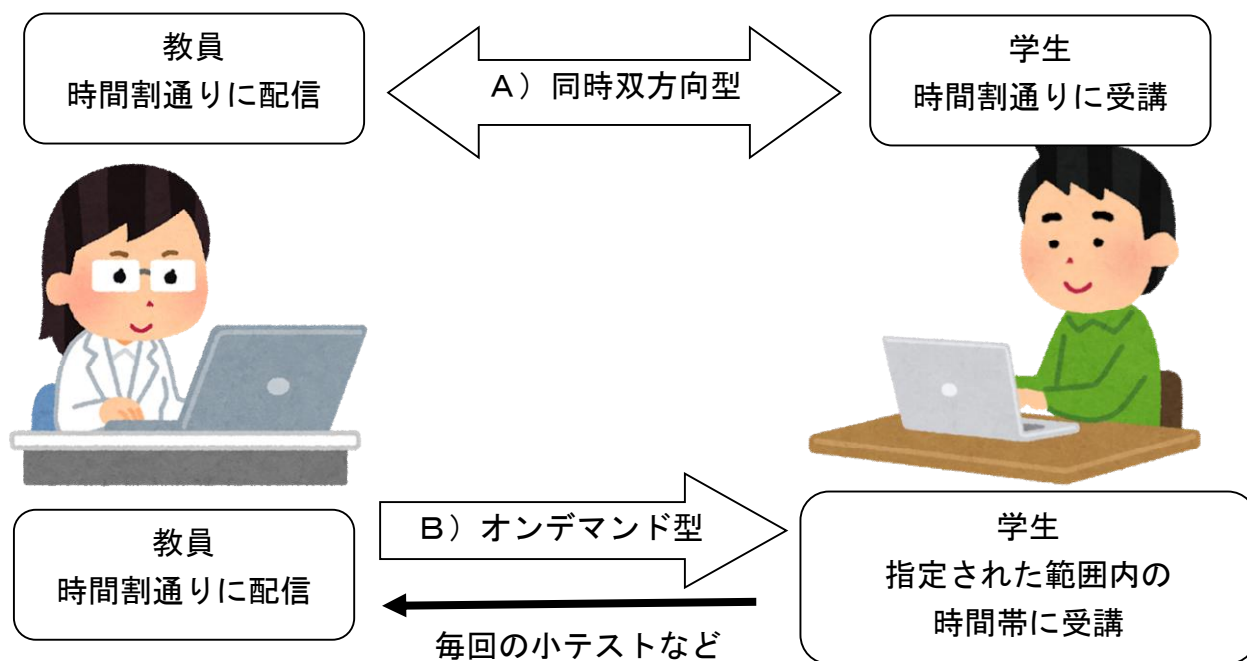 教員
時間割通りに配信
A)同時双方向型
学生
時間割通りに受講
教員
時間割通りに配信
B)オンデマンド型
毎回の小テストなど
学生
指定された範囲内の
時間帯に受講